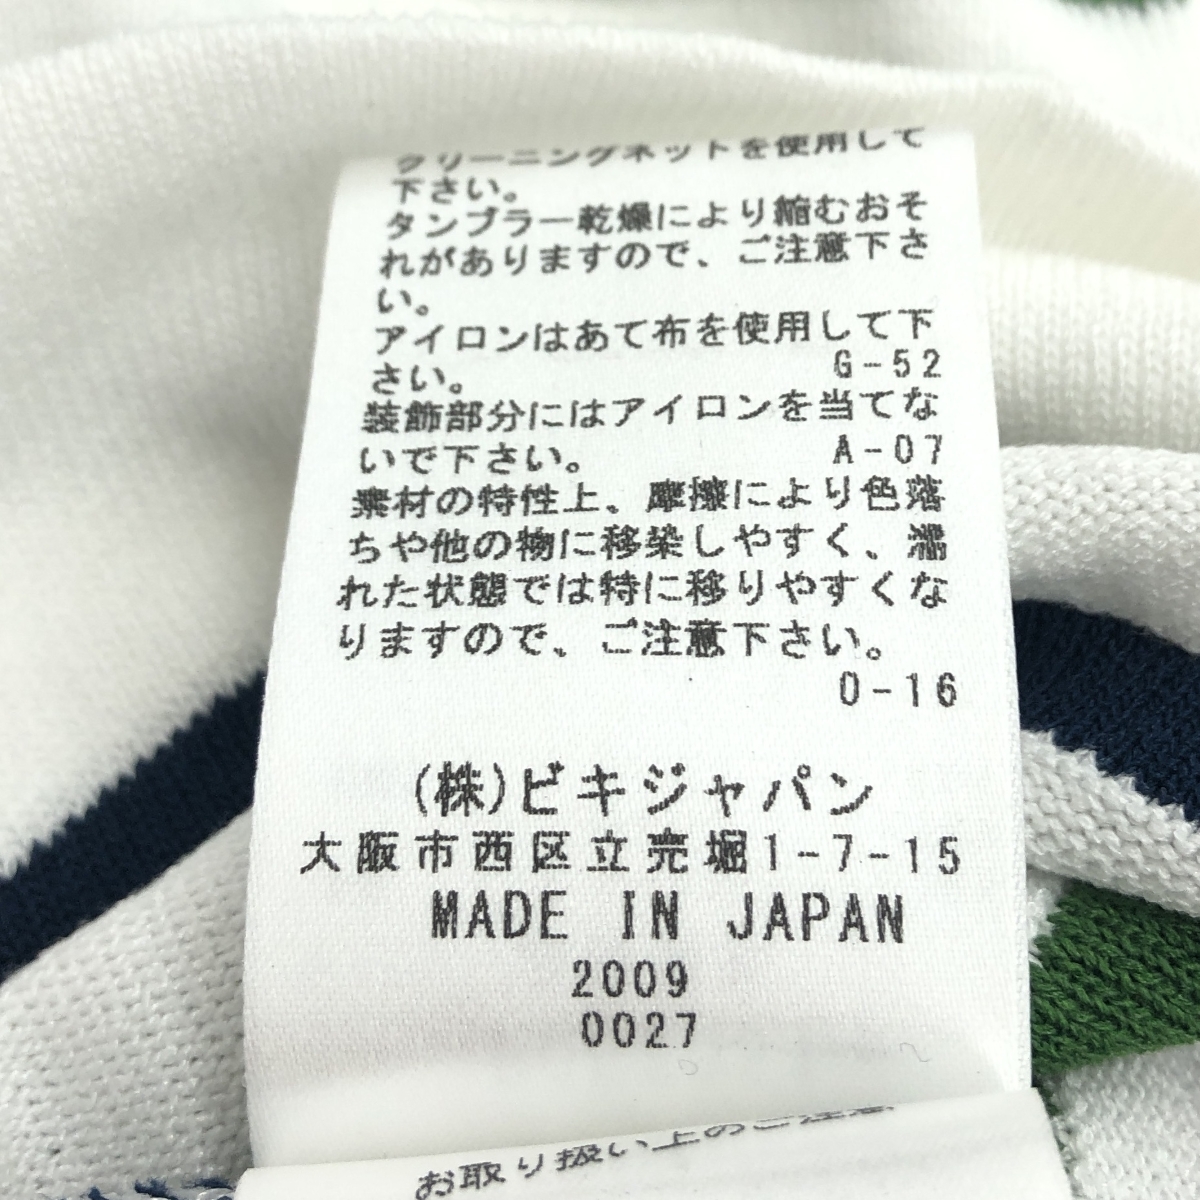 クリーニングネットを使用して
下さい。
タンブラー乾燥により縮むおそ
れがありますので、ご注意下さ
い。
アイロンはあて布を使用して下
さい。 G-52
装飾部分にはアイロンを当てな
いで下さい。 A-07
素材の特性上、摩擦により色落
ちや他の物に移染しやすく、濡
れた状態では特に移りやすくな
りますので、ご注意下さい。
0-16
(株)ビキジャパン
大阪市西区立売堀1-7-15
MADE IN JAPAN
2009
0027
お取り扱い上のご注意